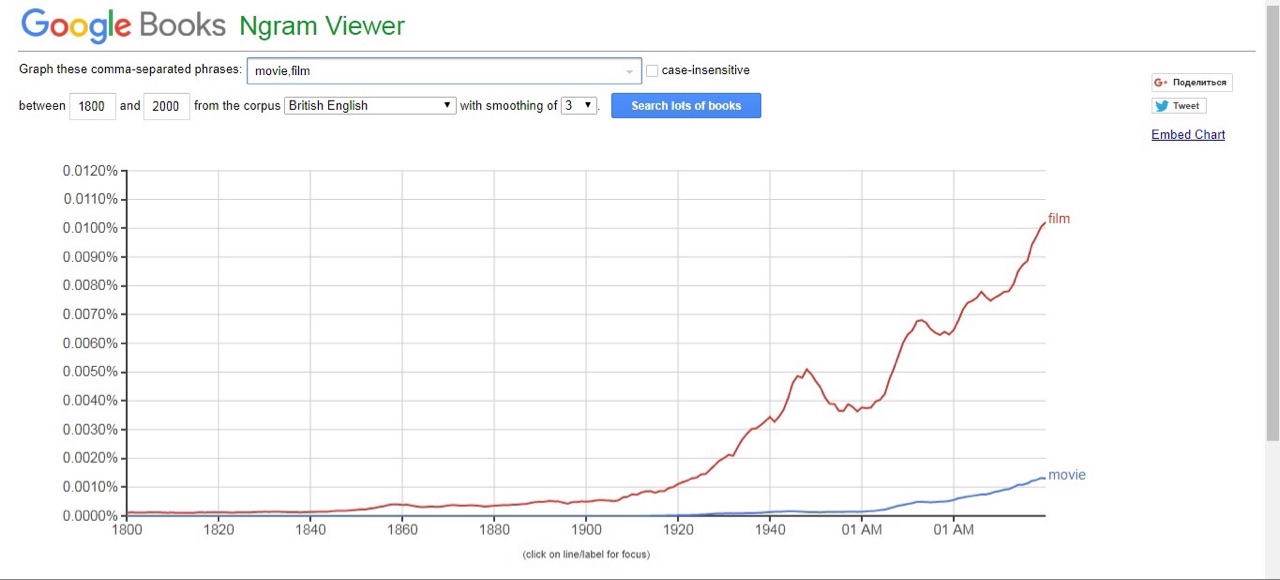 Google Books Ngram Viewer
Graph these comma-separated phrases: movie,film case-insensitive
between 1800 and 2000 from the corpus British English with smoothing of 3 . Search lots of books
G+ Поделиться
Tweet
Embed Chart
0.0120%
0.0110%
film
0.0100%
0.0090%
0.0080%
0.0070%
0.0060%
0.0050%
0.0040%
0.0030%
0.0020%
movie
0.0010%
0.0000%
1800 1820 1840 1860 1880 1900 1920 1940 01 AM 01 AM
(click on line/label for focus)